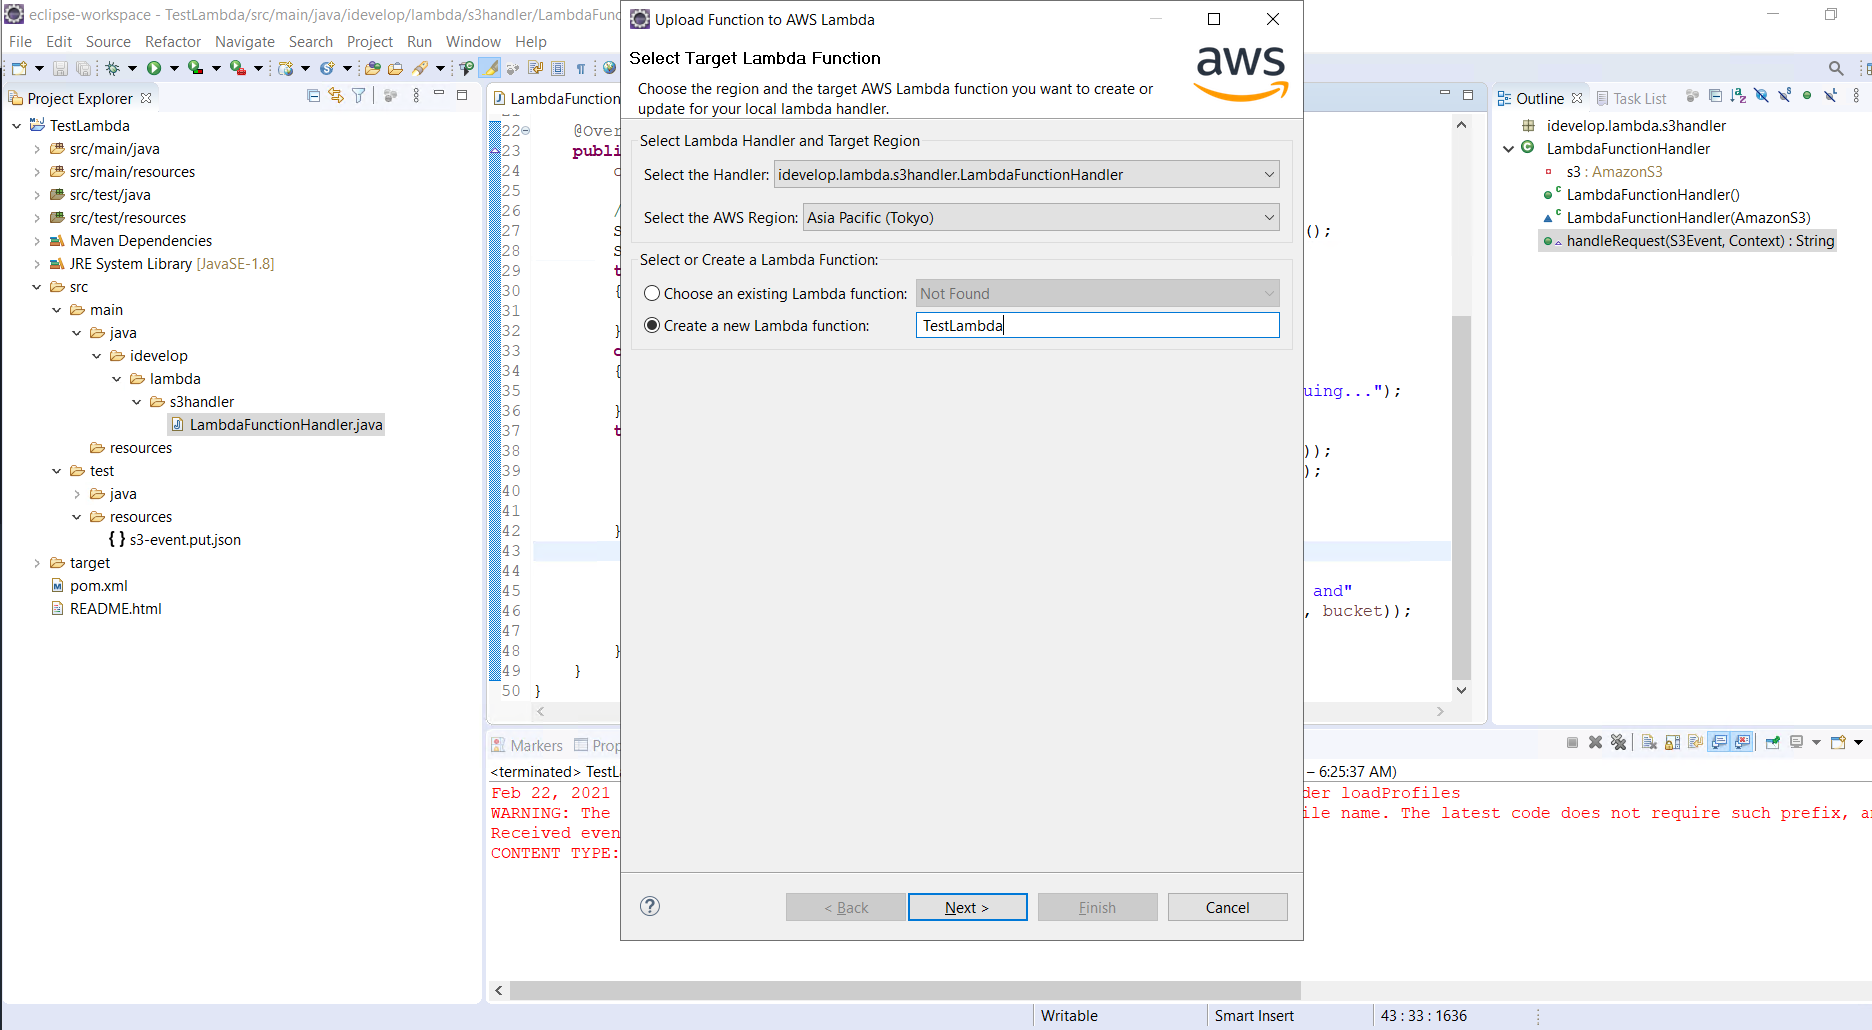 eclipse-workspace - TestLambda/src/main/java/idevelop/lambda/s3handler/LambdaFunc
File Edit Source Refactor Navigate Search Project Run Window Help
Project Explorer
TestLambda
src/main/java
src/main/resources
src/test/java
src/test/resources
Maven Dependencies
JRE System Library [JavaSE-1.8]
src
main
java
idevelop
lambda
s3handler
LambdaFunctionHandler.java
resources
test
java
resources
{ } s3-event.put.json
target
pom.xml
README.html
LambdaFunction
22 @Over
23 publi
24
25
26 /
27 S ();
28 S
29 t
30 {
31
32 }
33 c
34 {
35 uing...");
36 }
37 t
38 ));
39 );
40
41
42 }
43
44
45 and"
46 , bucket));
47
48 }
49 }
50 }
Upload Function to AWS Lambda
Select Target Lambda Function
Choose the region and the target AWS Lambda function you want to create or
update for your local lambda handler.
aws
Select Lambda Handler and Target Region
Select the Handler: idevelop.lambda.s3handler.LambdaFunctionHandler
Select the AWS Region: Asia Pacific (Tokyo)
Select or Create a Lambda Function:
Choose an existing Lambda function: Not Found
Create a new Lambda function: TestLambda
< Back Next > Finish Cancel
Outline Task List
idevelop.lambda.s3handler
LambdaFunctionHandler
s3 : AmazonS3
LambdaFunctionHandler()
LambdaFunctionHandler(AmazonS3)
handleRequest(S3Event, Context) : String
Markers Prop
<terminated> TestL – 6:25:37 AM)
Feb 22, 2021 der loadProfiles
WARNING: The ile name. The latest code does not require such prefix, a
Received even
CONTENT TYPE:
Writable Smart Insert 43 : 33 : 1636